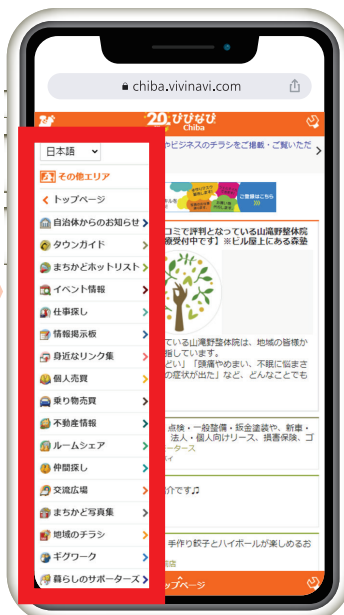 chiba.vivinavi.com
20th びびなび
Chiba
日本語
その他エリア
トップページ
自治体からのお知らせ
タウンガイド
まちかどホットリスト
イベント情報
仕事探し
情報掲示板
身近なリンク集
個人売買
乗り物売買
不動産情報
ルームシェア
仲間探し
交流広場
まちかど写真集
地域のチラシ
ギグワーク
暮らしのサポーターズ
やビジネスのチラシをご掲載・ご覧いただ
ご登録はこちら
コミで評判となっている山滝野整体院
療受付中です】※ビル屋上にある森塾
ている山滝野整体院は、地域の皆様か
指しています。
どい」「頭痛やめまい、不眠に悩まさ
の症状が出た」など、どんなことでも
点検・一般整備・鈑金塗装や、新車・
法人・個人向けリース、損害保険、ゴ
ータース
ィ
介です♫
手作り餃子とハイボールが楽しめるお
店
ップページ